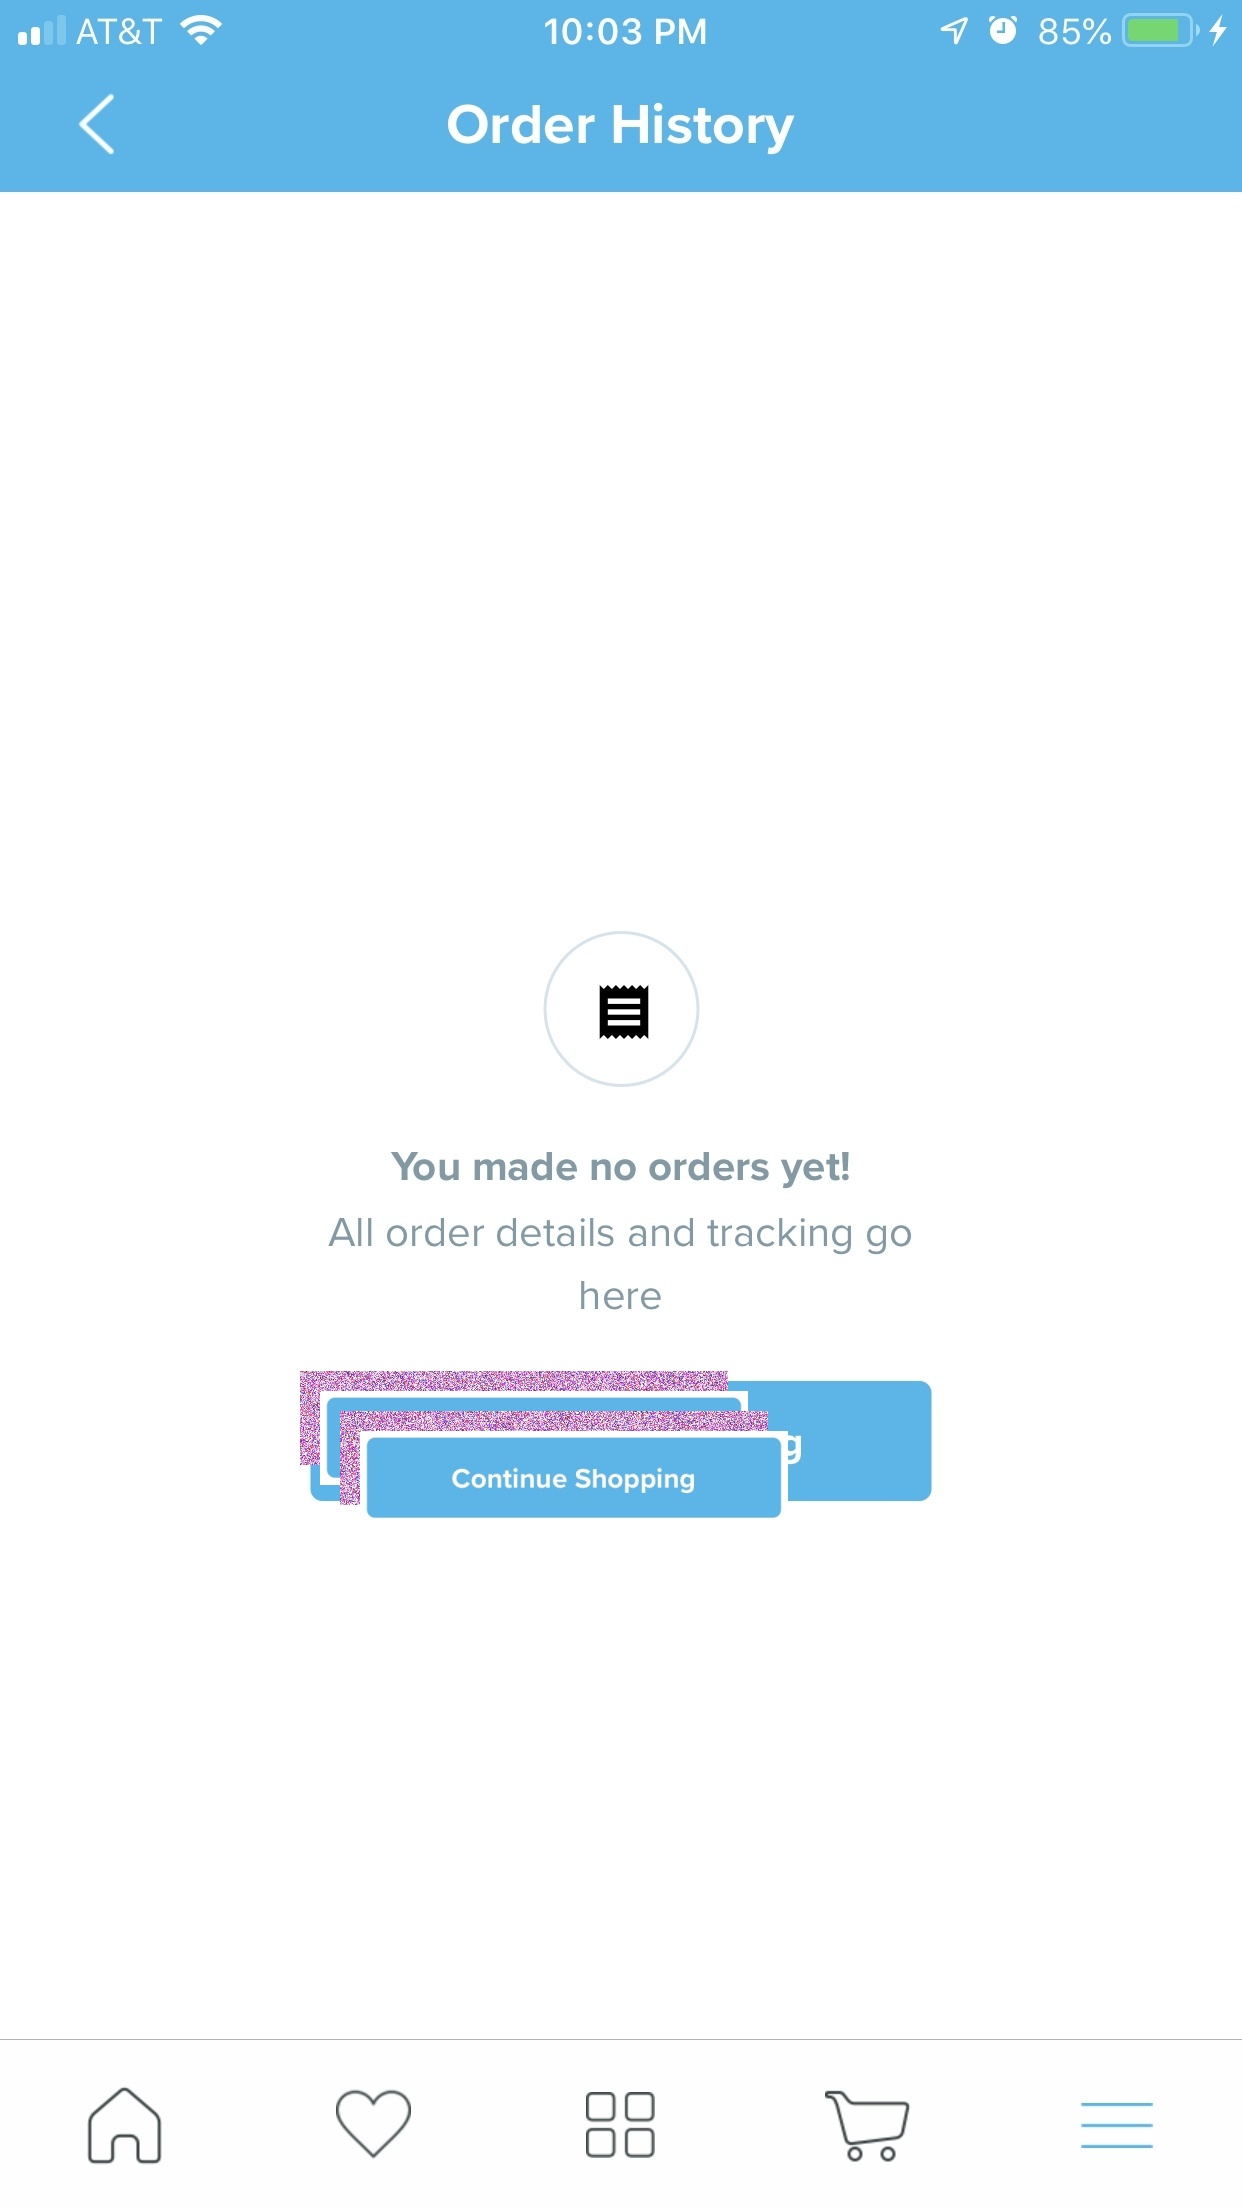 AT&T 10:03 PM 85%
Order History
You made no orders yet!
All order details and tracking go
here
Continue Shopping